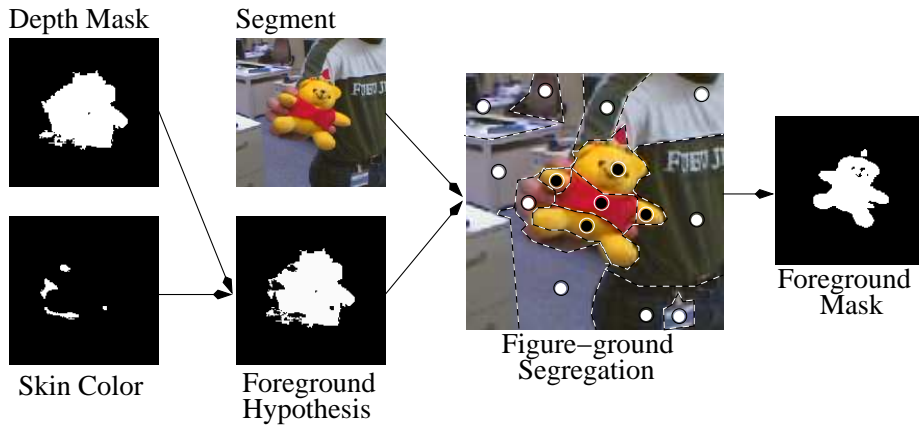 Depth Mask
Segment
Skin Color
Foreground
Hypothesis
Figure−ground
Segregation
Foreground
Mask